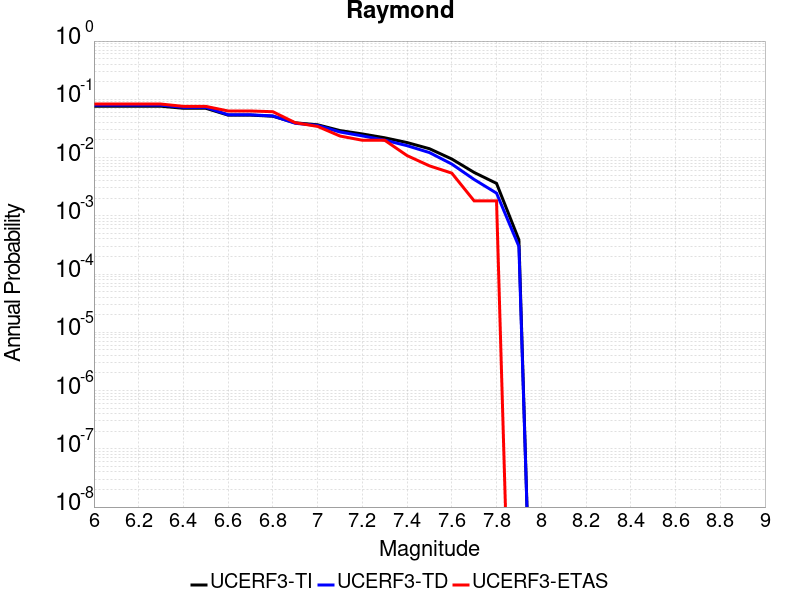 Raymond
10^0
10^-1
10^-2
10^-3
10^-4
10^-5
10^-6
10^-7
10^-8
Annual Probability
6 6.2 6.4 6.6 6.8 7 7.2 7.4 7.6 7.8 8 8.2 8.4 8.6 8.8 9
Magnitude
UCERF3-TI UCERF3-TD UCERF3-ETAS